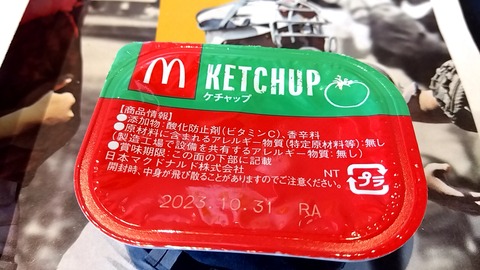 M KETCHUP
ケチャップ
【商品情報】
●添加物：酸化防止剤(ビタミンC)、香辛料
●原材料に含まれるアレルギー物質(特定原材料等)：無し
(製造工場で設備を共有するアレルギー物質：無し)
●賞味期限：この面の下部に記載
日本マクドナルド株式会社 NT
開封時、中身が飛び散ることがありますのでご注意ください。
プラ
2023.10.31 RA